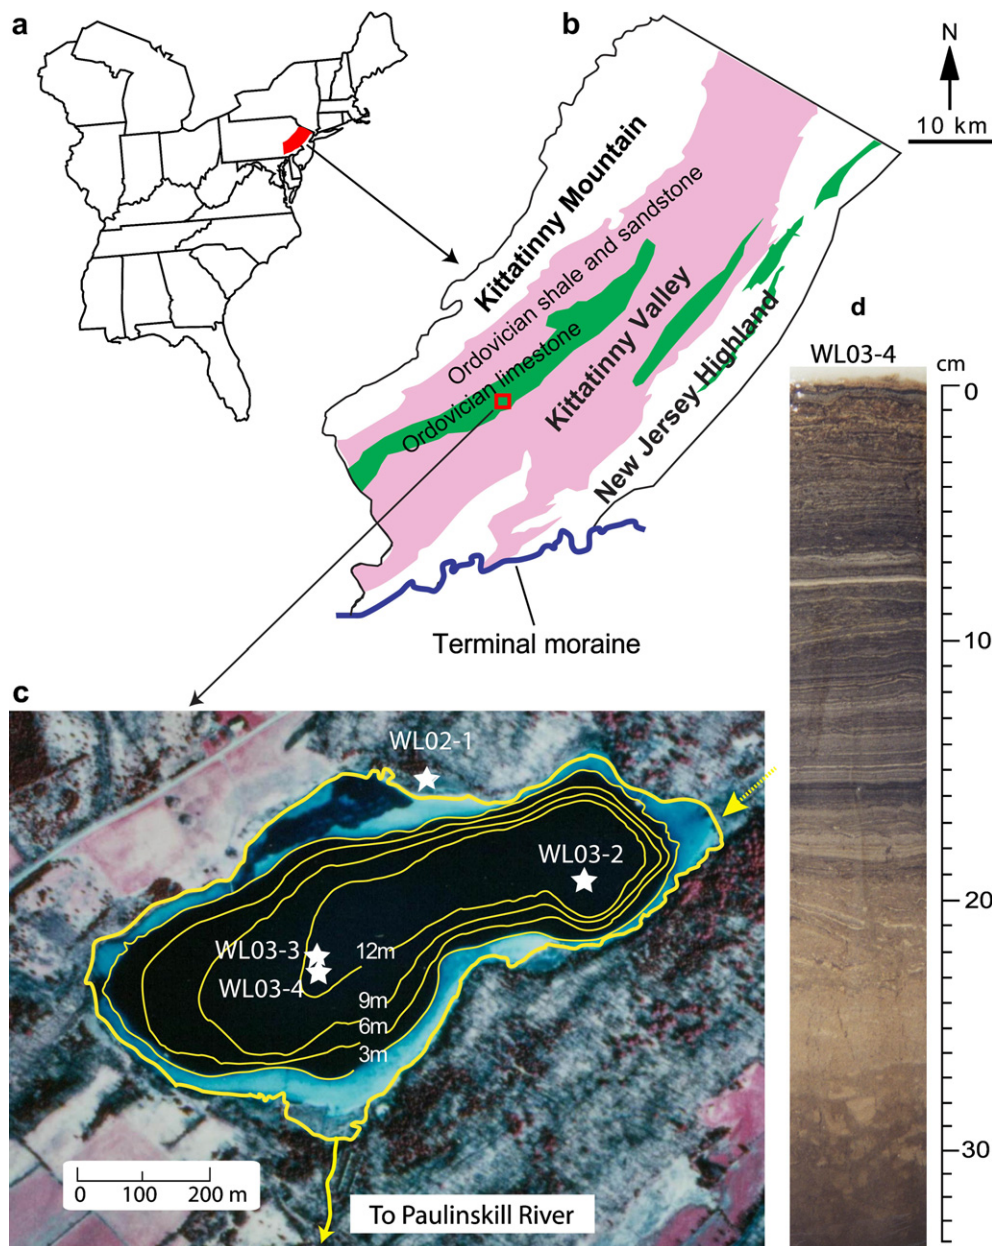 a
b
N
10 km
Kittatinny Mountain
Ordovician shale and sandstone
Ordovician limestone
Kittatinny Valley
New Jersey Highland
Terminal moraine
d
WL03-4
cm
0
10
20
30
c
WL02-1
WL03-2
WL03-3
WL03-4
12m
9m
6m
3m
0 100 200 m
To Paulinskill River